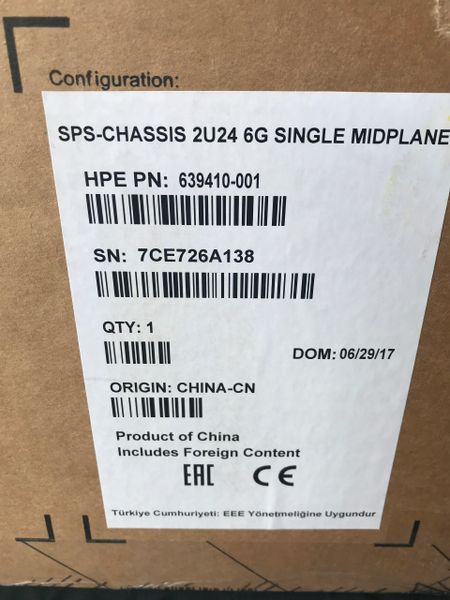 Configuration:
SPS-CHASSIS 2U24 6G SINGLE MIDPLANE
HPE PN: 639410-001
SN: 7CE726A138
QTY: 1
DOM: 06/29/17
ORIGIN: CHINA-CN
Product of China
Includes Foreign Content
EAC CE
Türkiye Cumhuriyeti: EEE Yönetmeliğine Uygundur